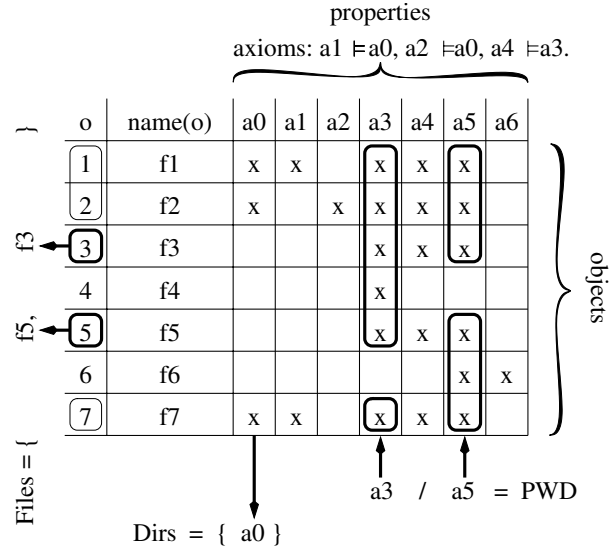 properties
axioms: a1 ⊨a0, a2 ⊨a0, a4 ⊨a3.
o name(o) a0 a1 a2 a3 a4 a5 a6
1 f1 x x x x x
2 f2 x x x x x
3 f3 x x x
4 f4 x
5 f5 x x x
6 f6 x x
7 f7 x x x x x
objects
Files = { f5, f3 }
a3 / a5 = PWD
Dirs = { a0 }